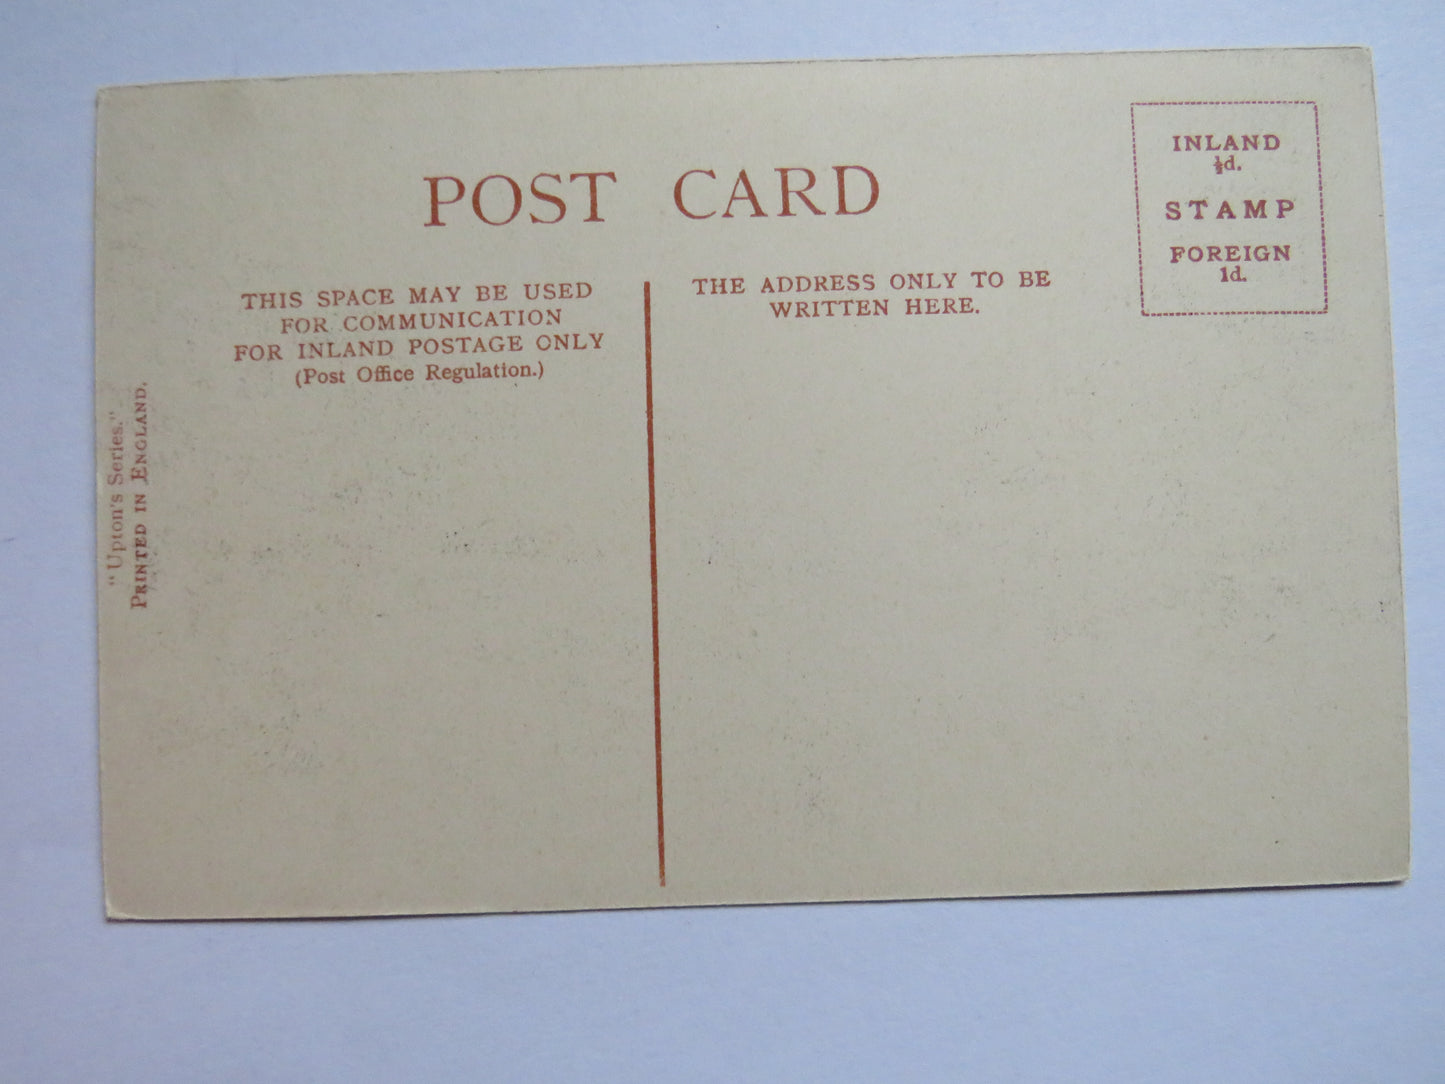 POST CARD
INLAND
½d.
STAMP
FOREIGN
1d.
THIS SPACE MAY BE USED
FOR COMMUNICATION
FOR INLAND POSTAGE ONLY
(Post Office Regulation.)
THE ADDRESS ONLY TO BE
WRITTEN HERE.
"Upton's Series."
PRINTED IN ENGLAND.